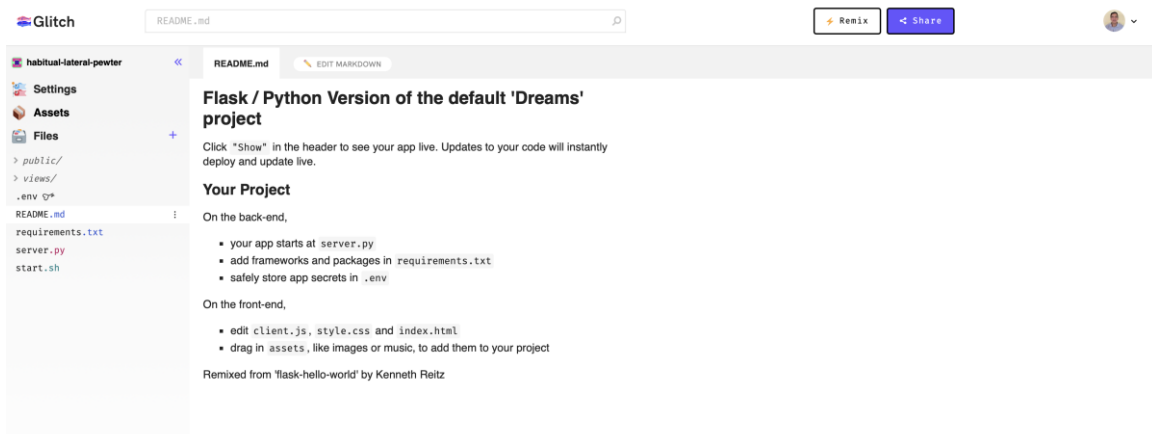 Glitch
README.md
Remix
Share
habitual-lateral-pewter
Settings
Assets
Files
public/
views/
.env
README.md
requirements.txt
server.py
start.sh
README.md
EDIT MARKDOWN
Flask / Python Version of the default 'Dreams'
project
Click "Show" in the header to see your app live. Updates to your code will instantly
deploy and update live.
Your Project
On the back-end,
your app starts at server.py
add frameworks and packages in requirements.txt
safely store app secrets in .env
On the front-end,
edit client.js, style.css and index.html
drag in assets, like images or music, to add them to your project
Remixed from 'flask-hello-world' by Kenneth Reitz